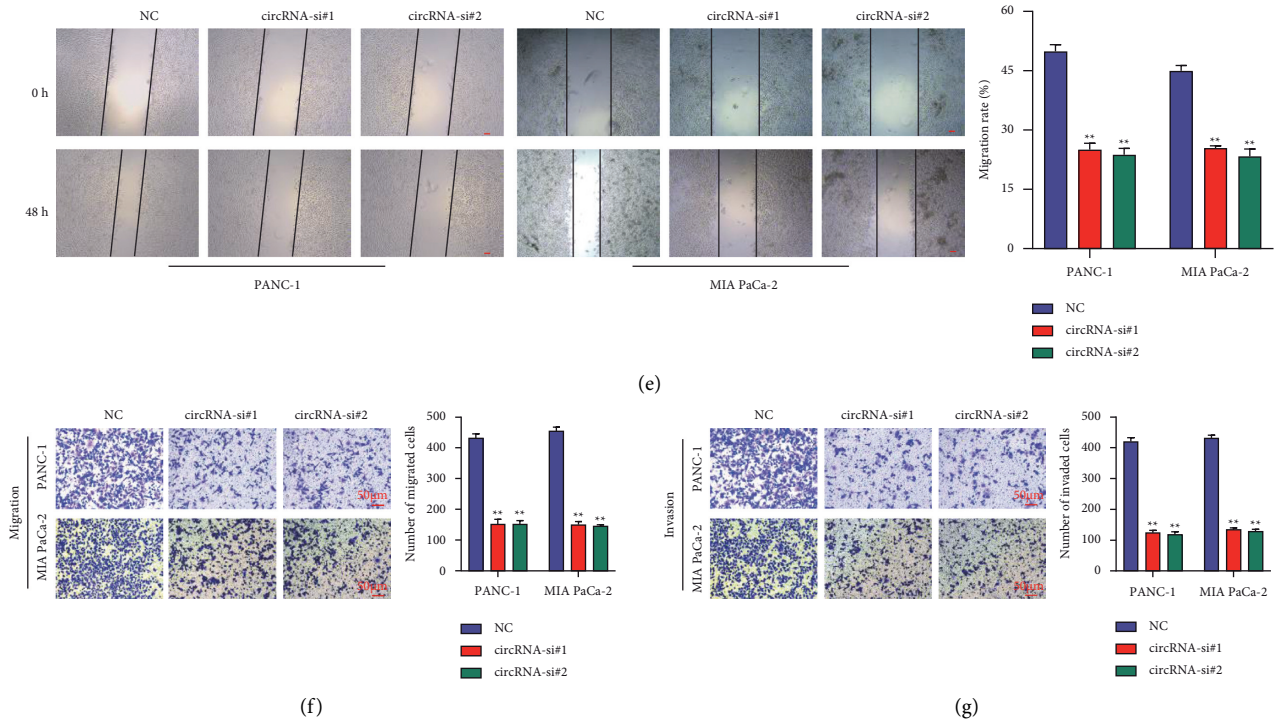 NC circRNA-si#1 circRNA-si#2 NC circRNA-si#1 circRNA-si#2
0 h
48 h
PANC-1 MIA PaCa-2
Migration rate (%)
60
45
30
15
0
** ** ** **
PANC-1 MIA PaCa-2
NC
circRNA-si#1
circRNA-si#2
(e)
NC circRNA-si#1 circRNA-si#2
Migration
PANC-1
MIA PaCa-2
50μm
50μm
Number of migrated cells
500
400
300
200
100
0
** ** ** **
PANC-1 MIA PaCa-2
NC
circRNA-si#1
circRNA-si#2
(f)
NC circRNA-si#1 circRNA-si#2
Invasion
PANC-1
MIA PaCa-2
50μm
50μm
Number of invaded cells
500
400
300
200
100
0
** ** ** **
PANC-1 MIA PaCa-2
NC
circRNA-si#1
circRNA-si#2
(g)